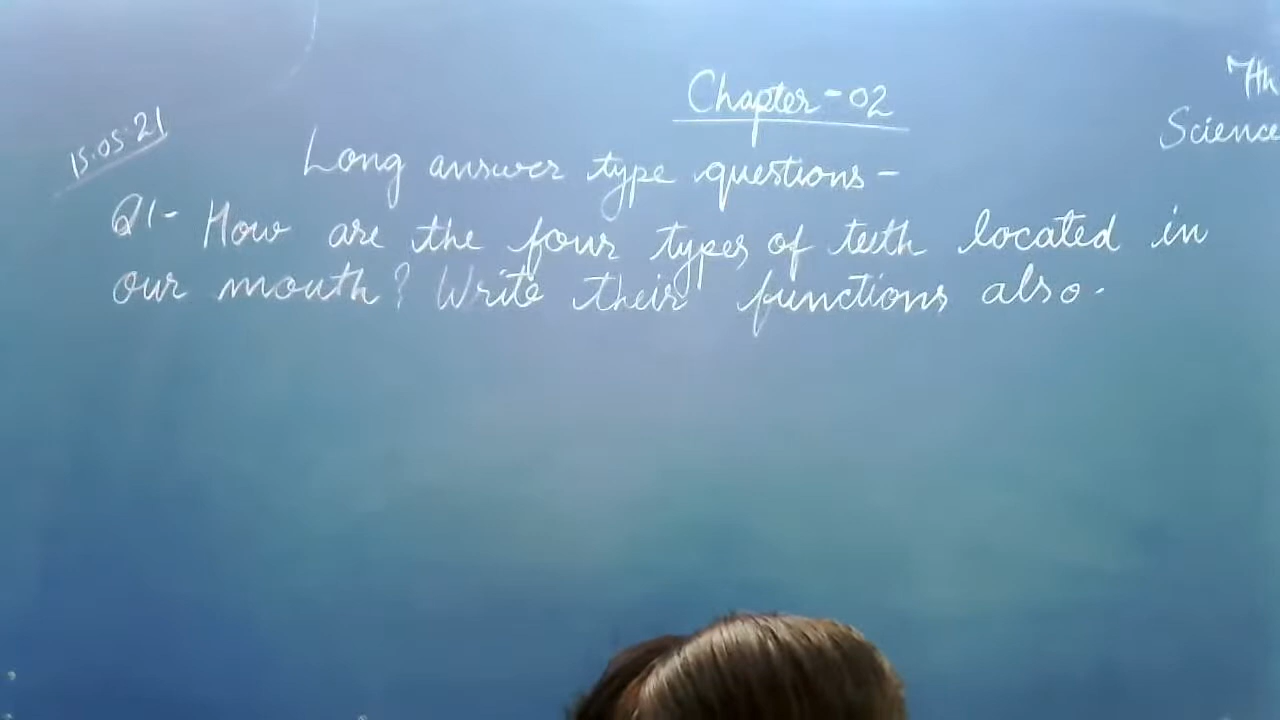 Chapter-02
7th
Science
15.05.21
Long answer type questions-
Q1- How are the four types of teeth located in
our mouth? Write their functions also.